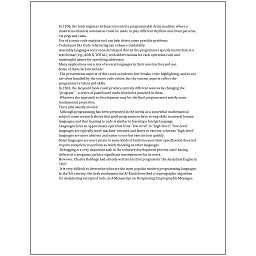 In 1206, the Arab engineer Al-Jazari invented a programmable drum machine where a
musical mechanical automaton could be made to play different rhythms and drum patterns,
via pegs and cams.
Use of a static code analysis tool can help detect some possible problems.
Techniques like Code refactoring can enhance readability.
Assembly languages were soon developed that let the programmer specify instruction in a
text format (e.g., ADD X, TOTAL), with abbreviations for each operation code and
meaningful names for specifying addresses.
Many applications use a mix of several languages in their construction and use.
Some of these factors include:
The presentation aspects of this (such as indents, line breaks, color highlighting, and so on)
are often handled by the source code editor, but the content aspects reflect the
programmer's talent and skills.
In 1801, the Jacquard loom could produce entirely different weaves by changing the
"program" - a series of pasteboard cards with holes punched in them.
Whatever the approach to development may be, the final program must satisfy some
fundamental properties.
Their jobs usually involve:
Although programming has been presented in the media as a somewhat mathematical
subject, some research shows that good programmers have strong skills in natural human
languages, and that learning to code is similar to learning a foreign language.
Languages form an approximate spectrum from "low-level" to "high-level"; "low-level"
languages are typically more machine-oriented and faster to execute, whereas "high-level"
languages are more abstract and easier to use but execute less quickly.
Some languages are more prone to some kinds of faults because their specification does not
require compilers to perform as much checking as other languages.
Debugging is a very important task in the software development process since having
defects in a program can have significant consequences for its users.
However, Charles Babbage had already written his first program for the Analytical Engine in
1837.
It is very difficult to determine what are the most popular modern programming languages.
In the 9th century, the Arab mathematician Al-Kindi described a cryptographic algorithm
for deciphering encrypted code, in A Manuscript on Deciphering Cryptographic Messages.